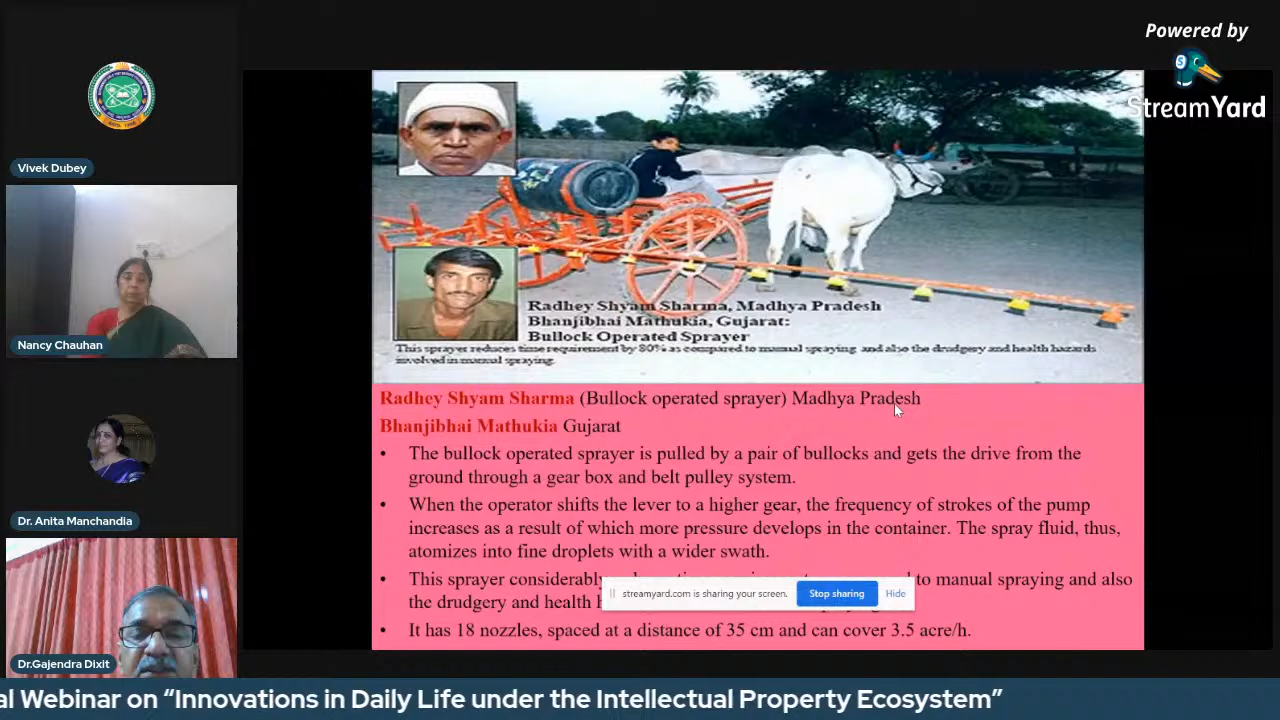 Powered by
StreamYard
Vivek Dubey
Nancy Chauhan
Dr. Anita Manchandia
Dr.Gajendra Dixit
Radhey Shyam Sharma, Madhya Pradesh
Bhanjibhai Mathukia, Gujarat:
Bullock Operated Sprayer
This sprayer reduces time requirement by 80% as compared to manual spraying and also the drudgery and health hazards
involved in manual spraying.
Radhey Shyam Sharma (Bullock operated sprayer) Madhya Pradesh
Bhanjibhai Mathukia Gujarat
• The bullock operated sprayer is pulled by a pair of bullocks and gets the drive from the
ground through a gear box and belt pulley system.
• When the operator shifts the lever to a higher gear, the frequency of strokes of the pump
increases as a result of which more pressure develops in the container. The spray fluid, thus,
atomizes into fine droplets with a wider swath.
• This sprayer considerably to manual spraying and also
the drudgery and health
streamyard.com is sharing your screen. Stop sharing Hide
• It has 18 nozzles, spaced at a distance of 35 cm and can cover 3.5 acre/h.
al Webinar on “Innovations in Daily Life under the Intellectual Property Ecosystem”